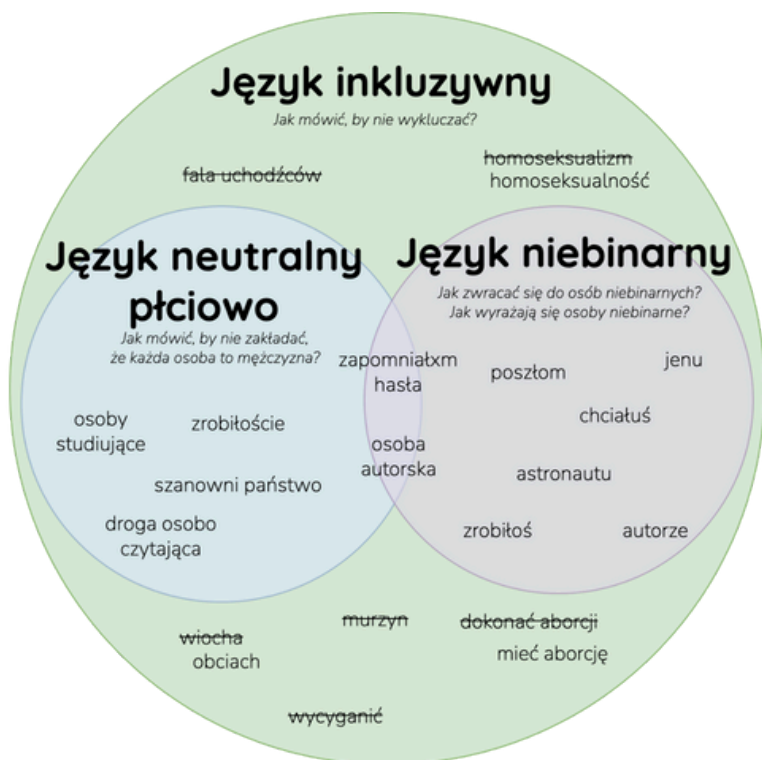 Język inkluzywny
Jak mówić, by nie wykluczać?
fala uchodźców
homoseksualizm
homoseksualność
Język neutralny
płciowo
Jak mówić, by nie zakładać,
że każda osoba to mężczyzna?
osoby
studiujące
zrobiłoście
szanowni państwo
droga osobo
czytająca
zapomniałxm
hasła
osoba
autorska
Język niebinarny
Jak zwracać się do osób niebinarnych?
Jak wyrażają się osoby niebinarne?
poszłom
jenu
chciałuś
astronautu
zrobiłoś
autorze
wiocha
obciach
murzyn
dokonać aborcji
mieć aborcję
wycyganić